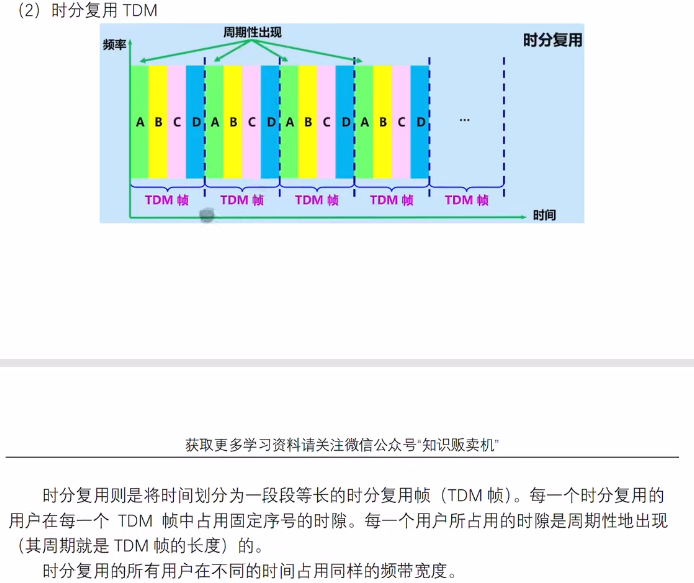 （2）时分复用 TDM
周期性出现
频率
时分复用
A B C D A B C D A B C D A B C D ...
TDM 帧 TDM 帧 TDM 帧 TDM 帧 TDM 帧
时间
获取更多学习资料请关注微信公众号“知识贩卖机”
时分复用则是将时间划分为一段段等长的时分复用帧（TDM 帧）。每一个时分复用的
用户在每一个 TDM 帧中占用固定序号的时隙。每一个用户所占用的时隙是周期性地出现
（其周期就是 TDM 帧的长度）的。
时分复用的所有用户在不同的时间占用同样的频带宽度。